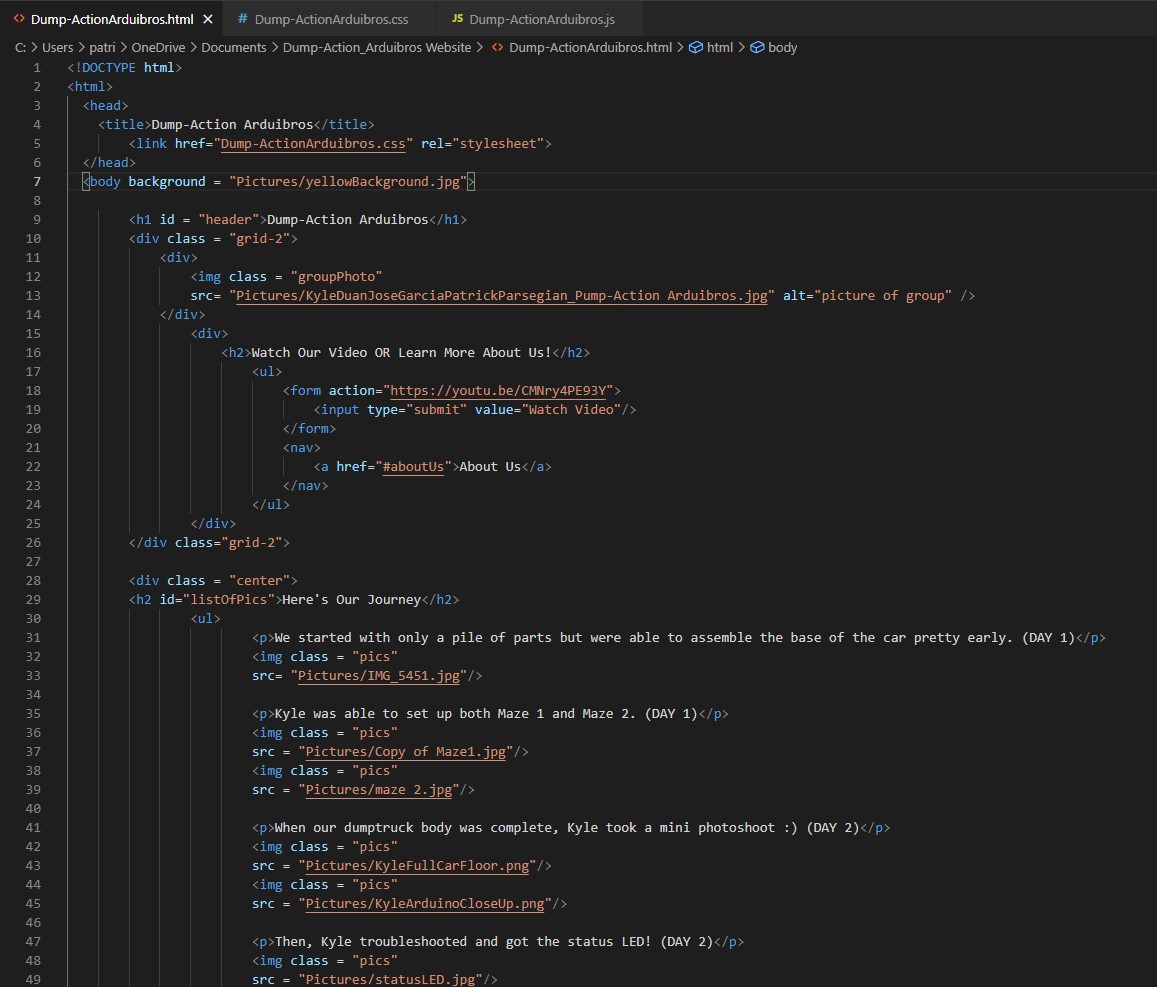 Dump-ActionArduibros.html × # Dump-ActionArduibros.css JS Dump-ActionArduibros.js
C: > Users > patri > OneDrive > Documents > Dump-Action_Arduibros Website > <> Dump-ActionArduibros.html > html > body
1 <!DOCTYPE html>
2 <html>
3 <head>
4 <title>Dump-Action Arduibros</title>
5 <link href="Dump-ActionArduibros.css" rel="stylesheet">
6 </head>
7 <body background = "Pictures/yellowBackground.jpg">
8
9 <h1 id = "header">Dump-Action Arduibros</h1>
10 <div class = "grid-2">
11 <div>
12 <img class = "groupPhoto"
13 src= "Pictures/KyleDuanJoseGarciaPatrickParsegian_Pump-Action Arduibros.jpg" alt="picture of group" />
14 </div>
15 <div>
16 <h2>Watch Our Video OR Learn More About Us!</h2>
17 <ul>
18 <form action="https://youtu.be/CMNry4PE93Y">
19 <input type="submit" value="Watch Video"/>
20 </form>
21 <nav>
22 <a href="#aboutUs">About Us</a>
23 </nav>
24 </ul>
25 </div>
26 </div class="grid-2">
27
28 <div class = "center">
29 <h2 id="listOfPics">Here's Our Journey</h2>
30 <ul>
31 <p>We started with only a pile of parts but were able to assemble the base of the car pretty early. (DAY 1)</p>
32 <img class = "pics"
33 src= "Pictures/IMG_5451.jpg"/>
34
35 <p>Kyle was able to set up both Maze 1 and Maze 2. (DAY 1)</p>
36 <img class = "pics"
37 src = "Pictures/Copy of Maze1.jpg"/>
38 <img class = "pics"
39 src = "Pictures/maze 2.jpg"/>
40
41 <p>When our dumptruck body was complete, Kyle took a mini photoshoot :) (DAY 2)</p>
42 <img class = "pics"
43 src = "Pictures/KyleFullCarFloor.png"/>
44 <img class = "pics"
45 src = "Pictures/KyleArduinoCloseUp.png"/>
46
47 <p>Then, Kyle troubleshooted and got the status LED! (DAY 2)</p>
48 <img class = "pics"
49 src = "Pictures/statusLED.jpg"/>